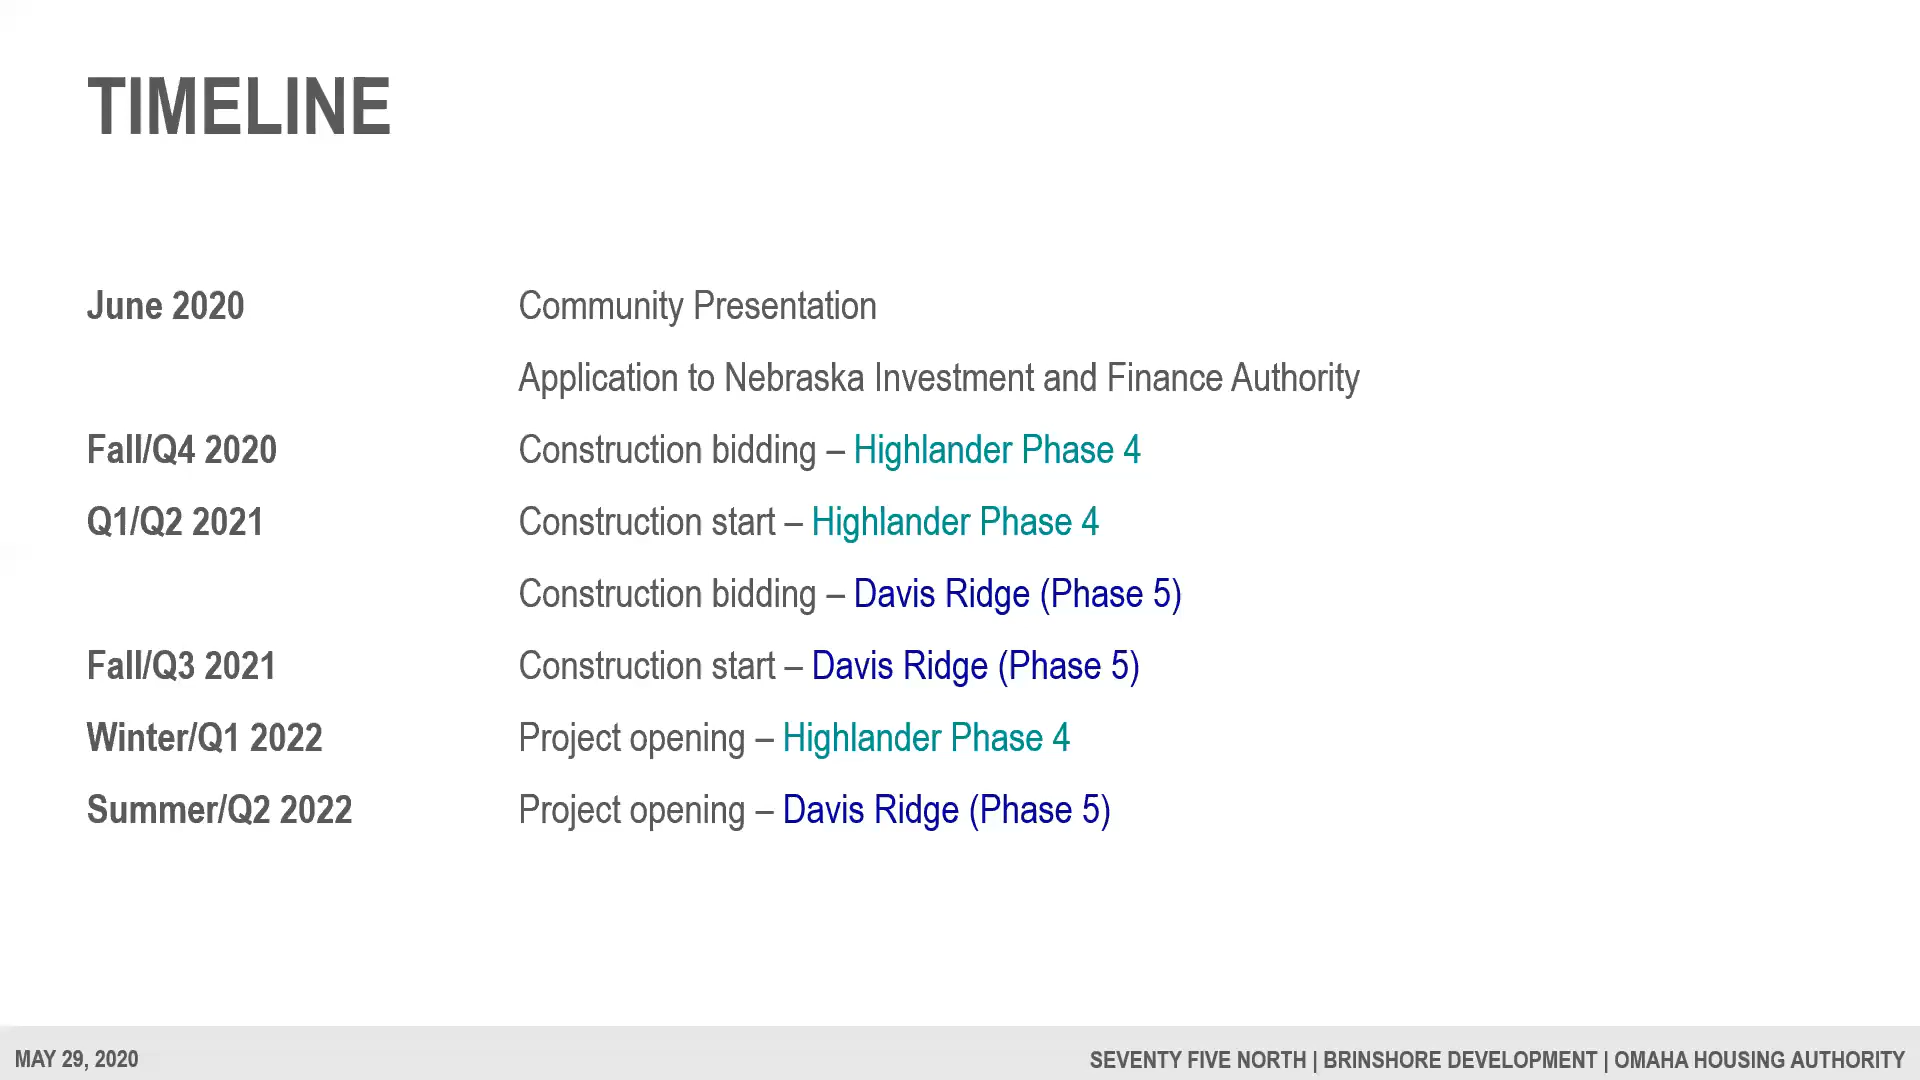 TIMELINE
June 2020 Community Presentation
Application to Nebraska Investment and Finance Authority
Fall/Q4 2020 Construction bidding – Highlander Phase 4
Q1/Q2 2021 Construction start – Highlander Phase 4
Construction bidding – Davis Ridge (Phase 5)
Fall/Q3 2021 Construction start – Davis Ridge (Phase 5)
Winter/Q1 2022 Project opening – Highlander Phase 4
Summer/Q2 2022 Project opening – Davis Ridge (Phase 5)
MAY 29, 2020 SEVENTY FIVE NORTH | BRINSHORE DEVELOPMENT | OMAHA HOUSING AUTHORITY